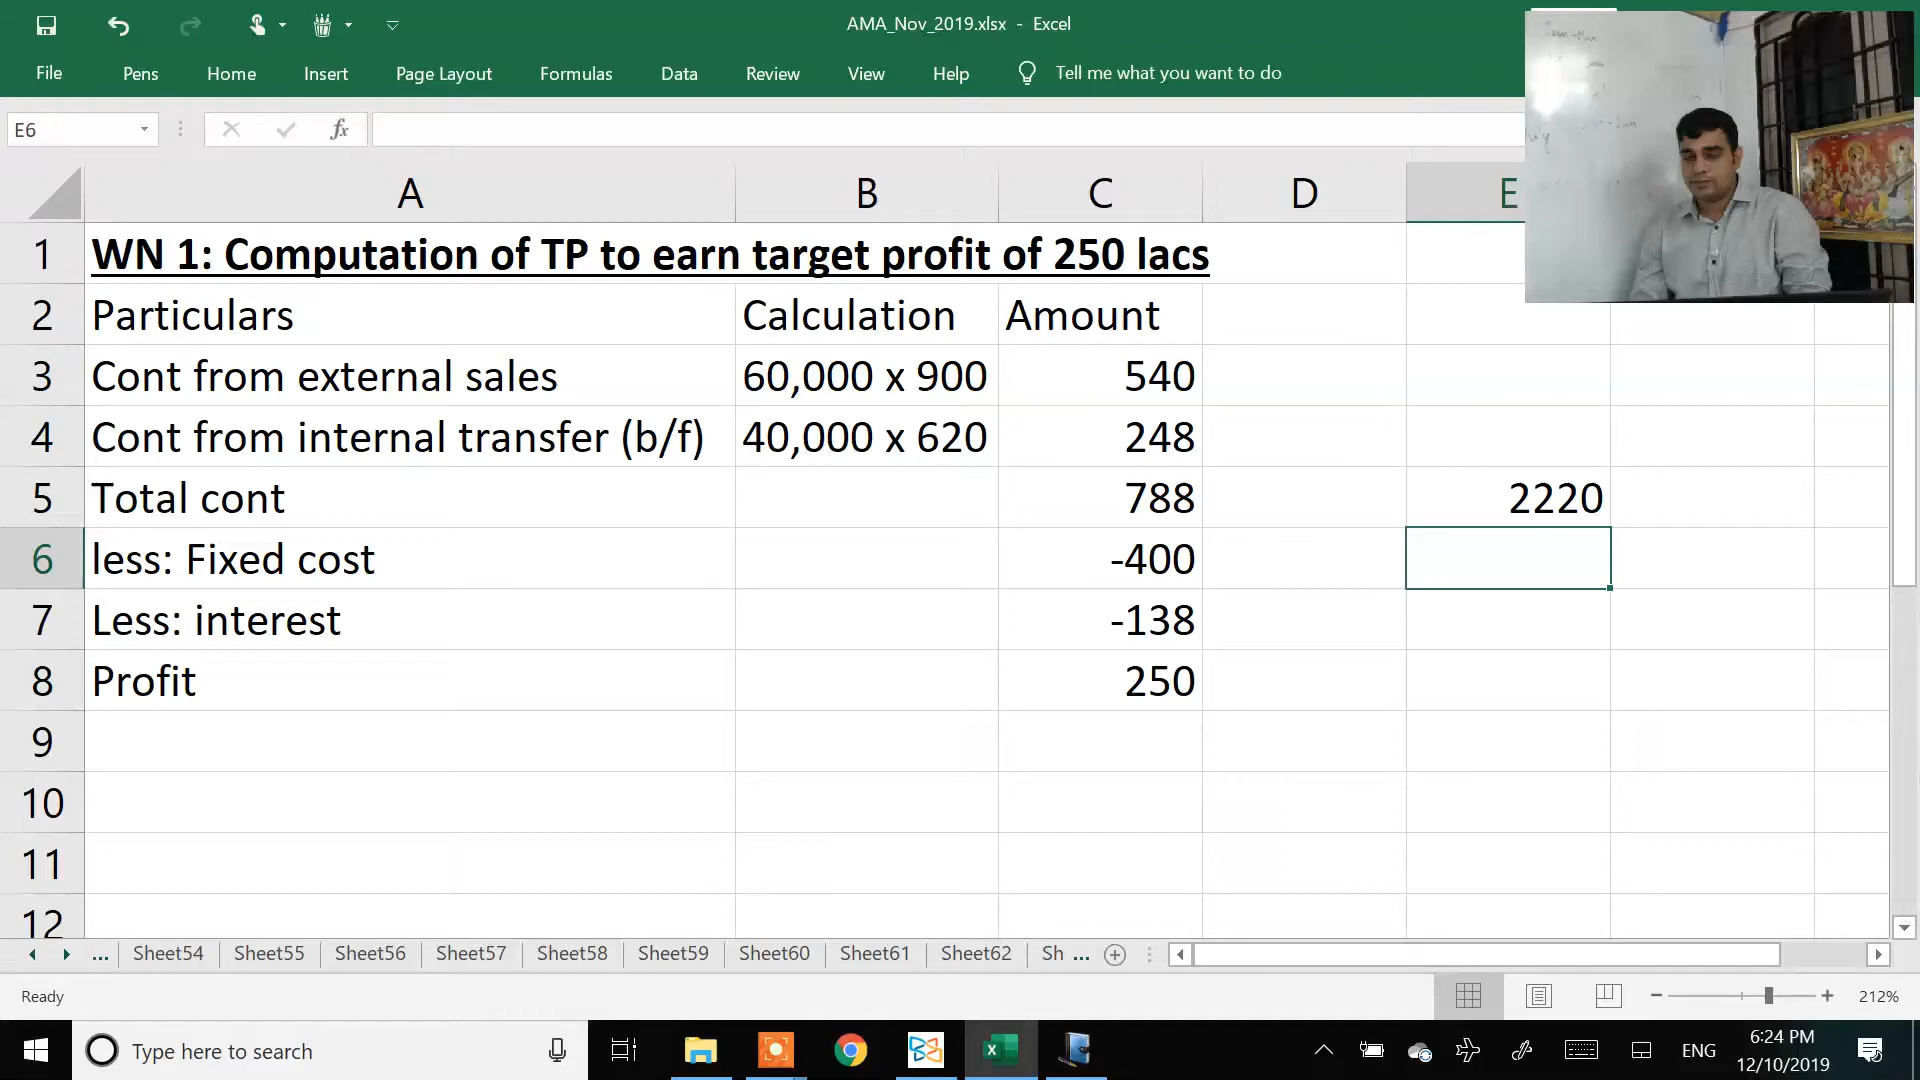 AMA_Nov_2019.xlsx - Excel
File Pens Home Insert Page Layout Formulas Data Review View Help Tell me what you want to do
E6 fx
A B C D E
1 WN 1: Computation of TP to earn target profit of 250 lacs
2 Particulars Calculation Amount
3 Cont from external sales 60,000 x 900 540
4 Cont from internal transfer (b/f) 40,000 x 620 248
5 Total cont 788 2220
6 less: Fixed cost -400
7 Less: interest -138
8 Profit 250
9
10
11
12
... Sheet54 Sheet55 Sheet56 Sheet57 Sheet58 Sheet59 Sheet60 Sheet61 Sheet62 Sh ...
Ready 212%
Type here to search ENG 6:24 PM
12/10/2019